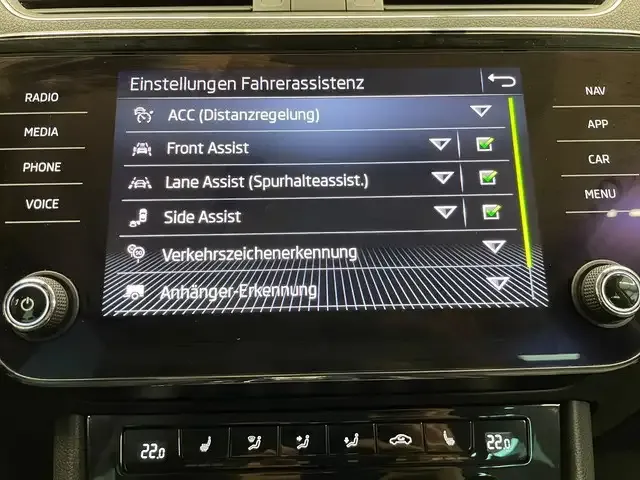 Einstellungen Fahrerassistenz
RADIO
MEDIA
PHONE
VOICE
ACC (Distanzregelung)
Front Assist
Lane Assist (Spurhalteassist.)
Side Assist
Verkehrszeichenerkennung
Anhänger-Erkennung
NAV
APP
CAR
MENU
22.0
22.0